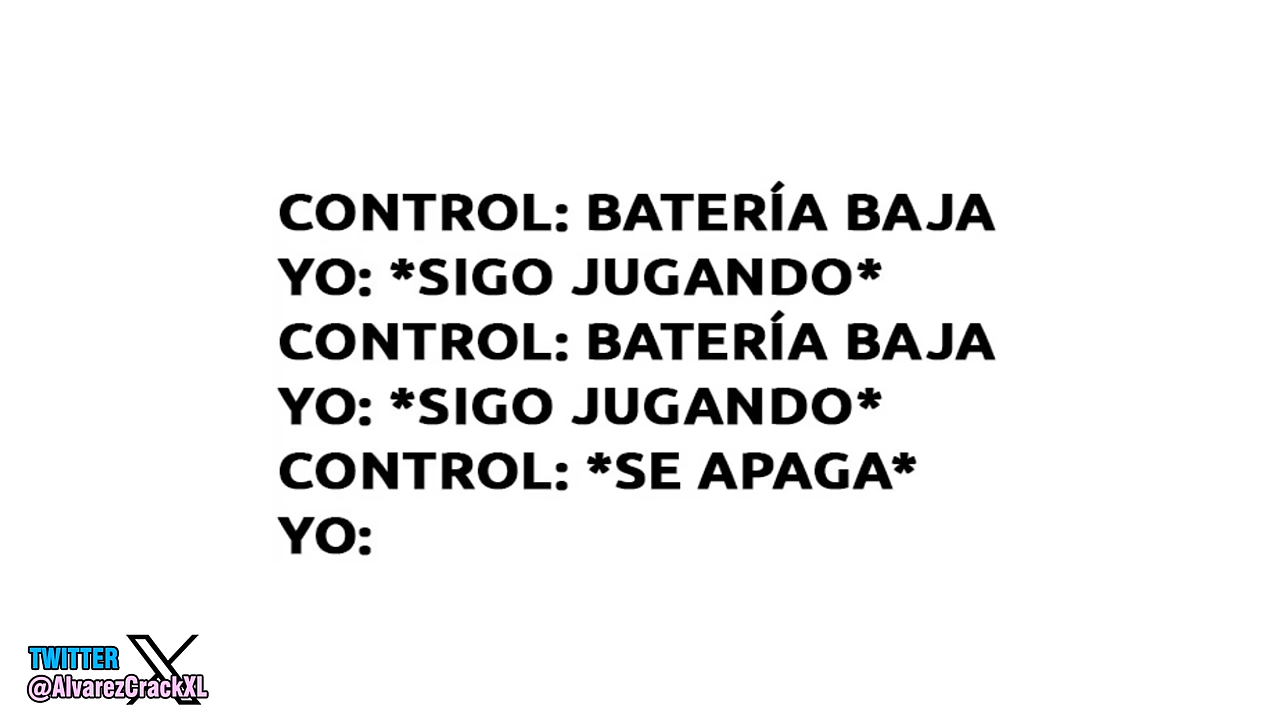 CONTROL: BATERÍA BAJA
YO: *SIGO JUGANDO*
CONTROL: BATERÍA BAJA
YO: *SIGO JUGANDO*
CONTROL: *SE APAGA*
YO:
TWITTER X
@AlvarezCrackXL